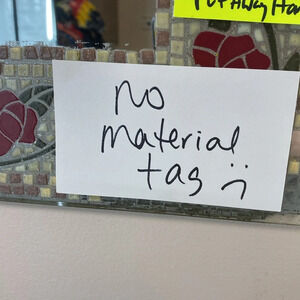 Put Away
No
material
tag :(